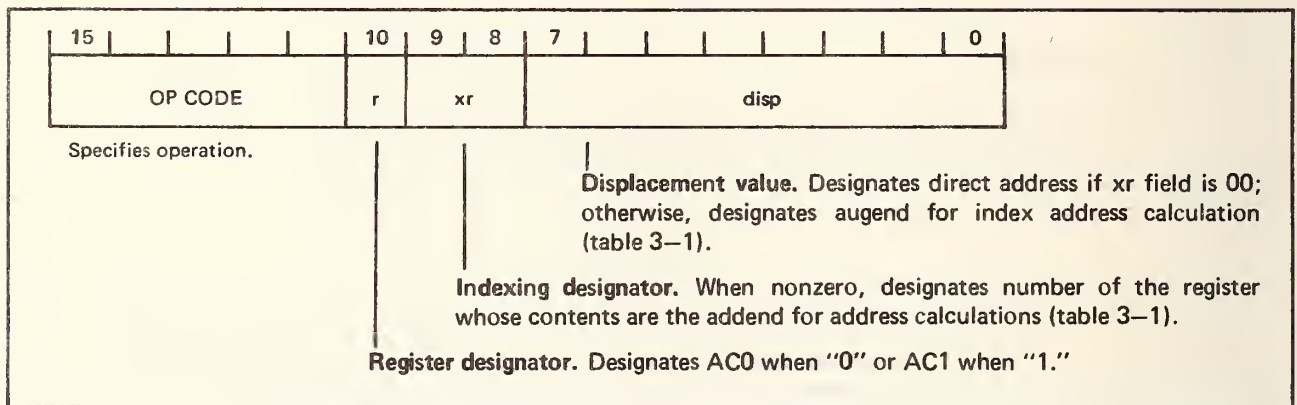 15 10 9 8 7 0
OP CODE r xr disp
Specifies operation.
Displacement value. Designates direct address if xr field is 00;
otherwise, designates augend for index address calculation
(table 3—1).
Indexing designator. When nonzero, designates number of the register
whose contents are the addend for address calculations (table 3—1).
Register designator. Designates AC0 when "0" or AC1 when "1."